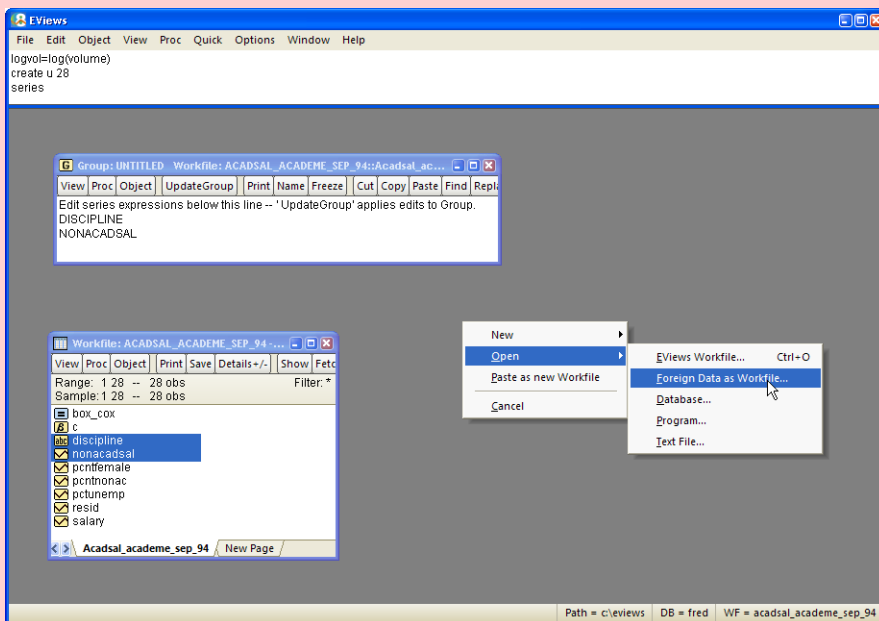 EViews
File Edit Object View Proc Quick Options Window Help
logvol=log(volume)
create u 28
series
G Group: UNTITLED Workfile: ACADSAL_ACADEME_SEP_94::Acadsal_ac...
View Proc Object UpdateGroup Print Name Freeze Cut Copy Paste Find Repl
Edit series expressions below this line -- 'UpdateGroup' applies edits to Group.
DISCIPLINE
NONACADSAL
Workfile: ACADSAL_ACADEME_SEP_94 -...
View Proc Object Print Save Details+/- Show Fetc
Range: 1 28 -- 28 obs Filter: *
Sample: 1 28 -- 28 obs
box_cox
β c
abc discipline
nonacadsal
pcntfemale
pcntnonac
pctunemp
resid
salary
Acadsal_academe_sep_94 New Page
New
Open
Paste as new Workfile
Cancel
EViews Workfile... Ctrl+O
Foreign Data as Workfile...
Database...
Program...
Text File...
Path = c:\eviews DB = fred WF = acadsal_academe_sep_94